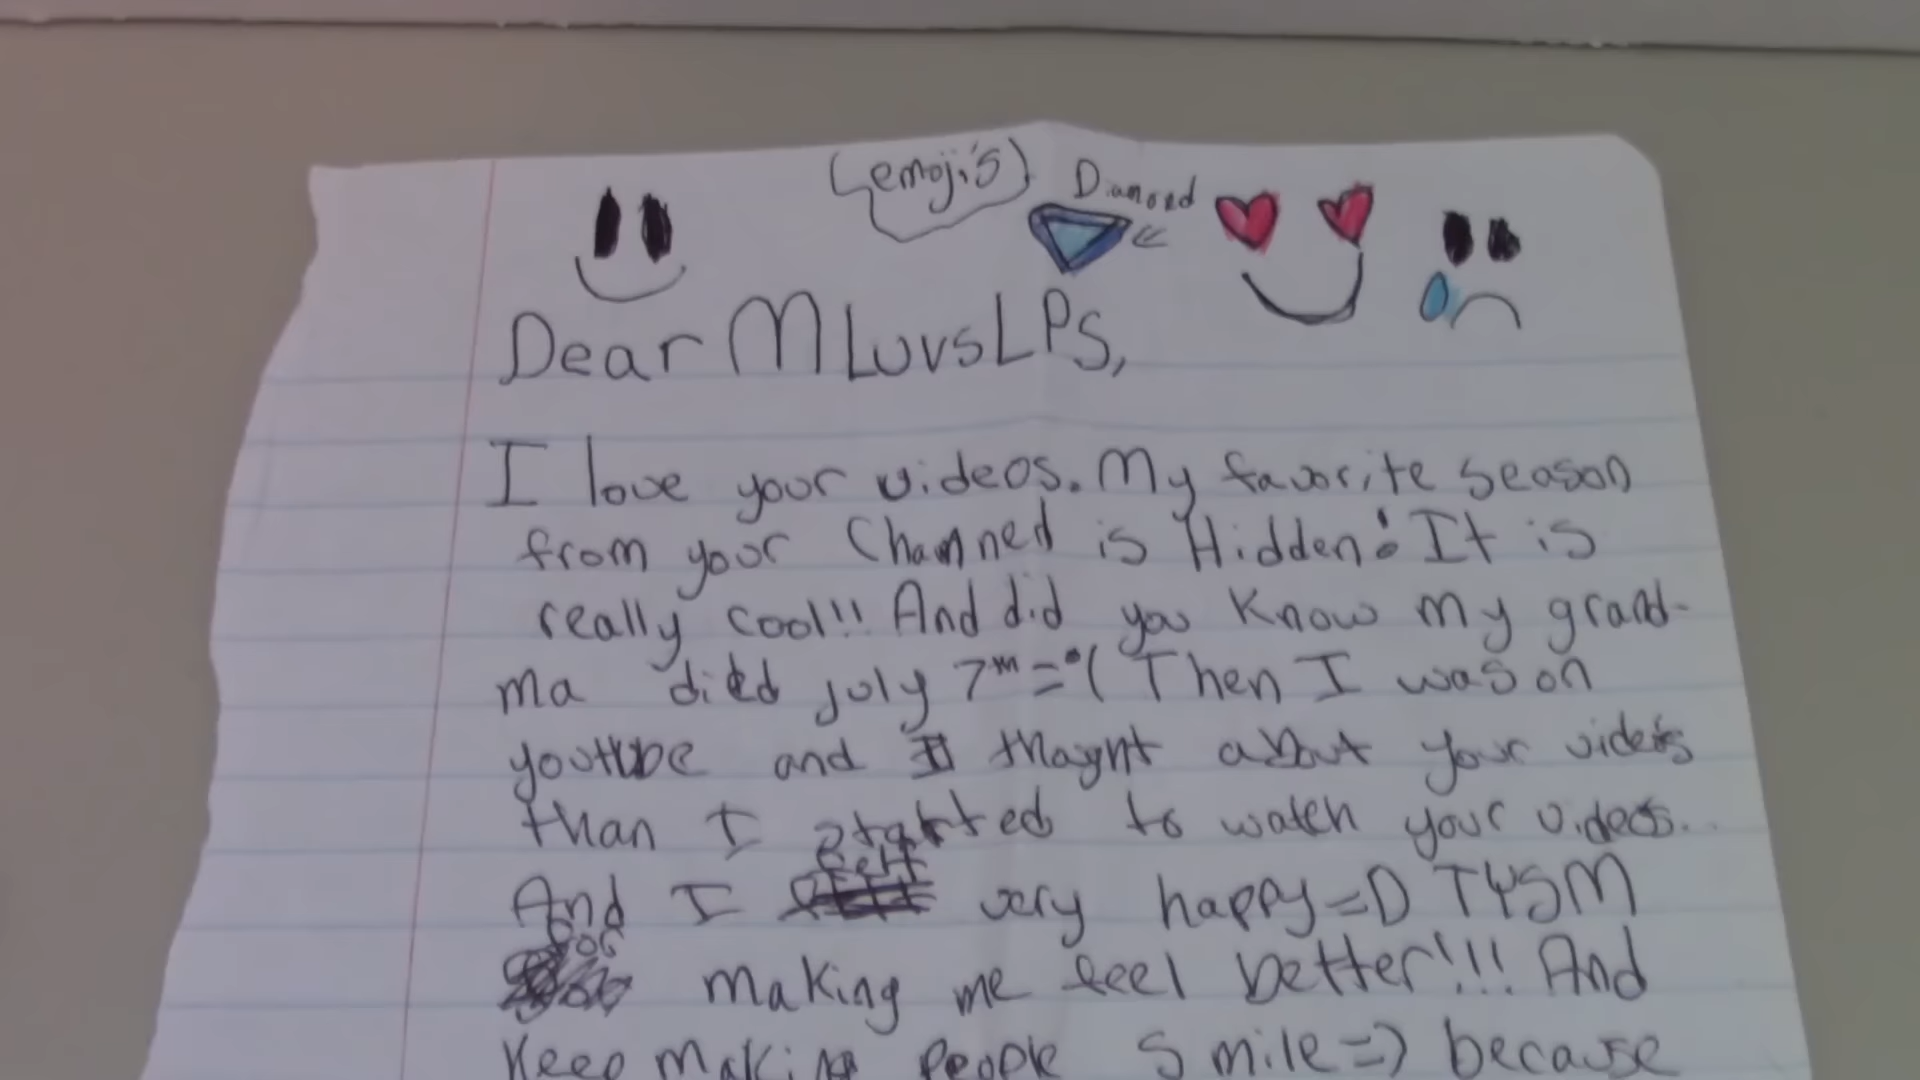 emoji's
Diamond
Dear MLuvsLPS,
I love your videos. My favorite season
from your Channel is Hidden! It is
really cool!! And did you know my grand-
ma died july 7th ='( Then I was on
youtube and I thaght about your videos
than I started to watch your videos.
And I felt very happy =D TYSM
for making me feel better!!! And
Keep making people smile =) because